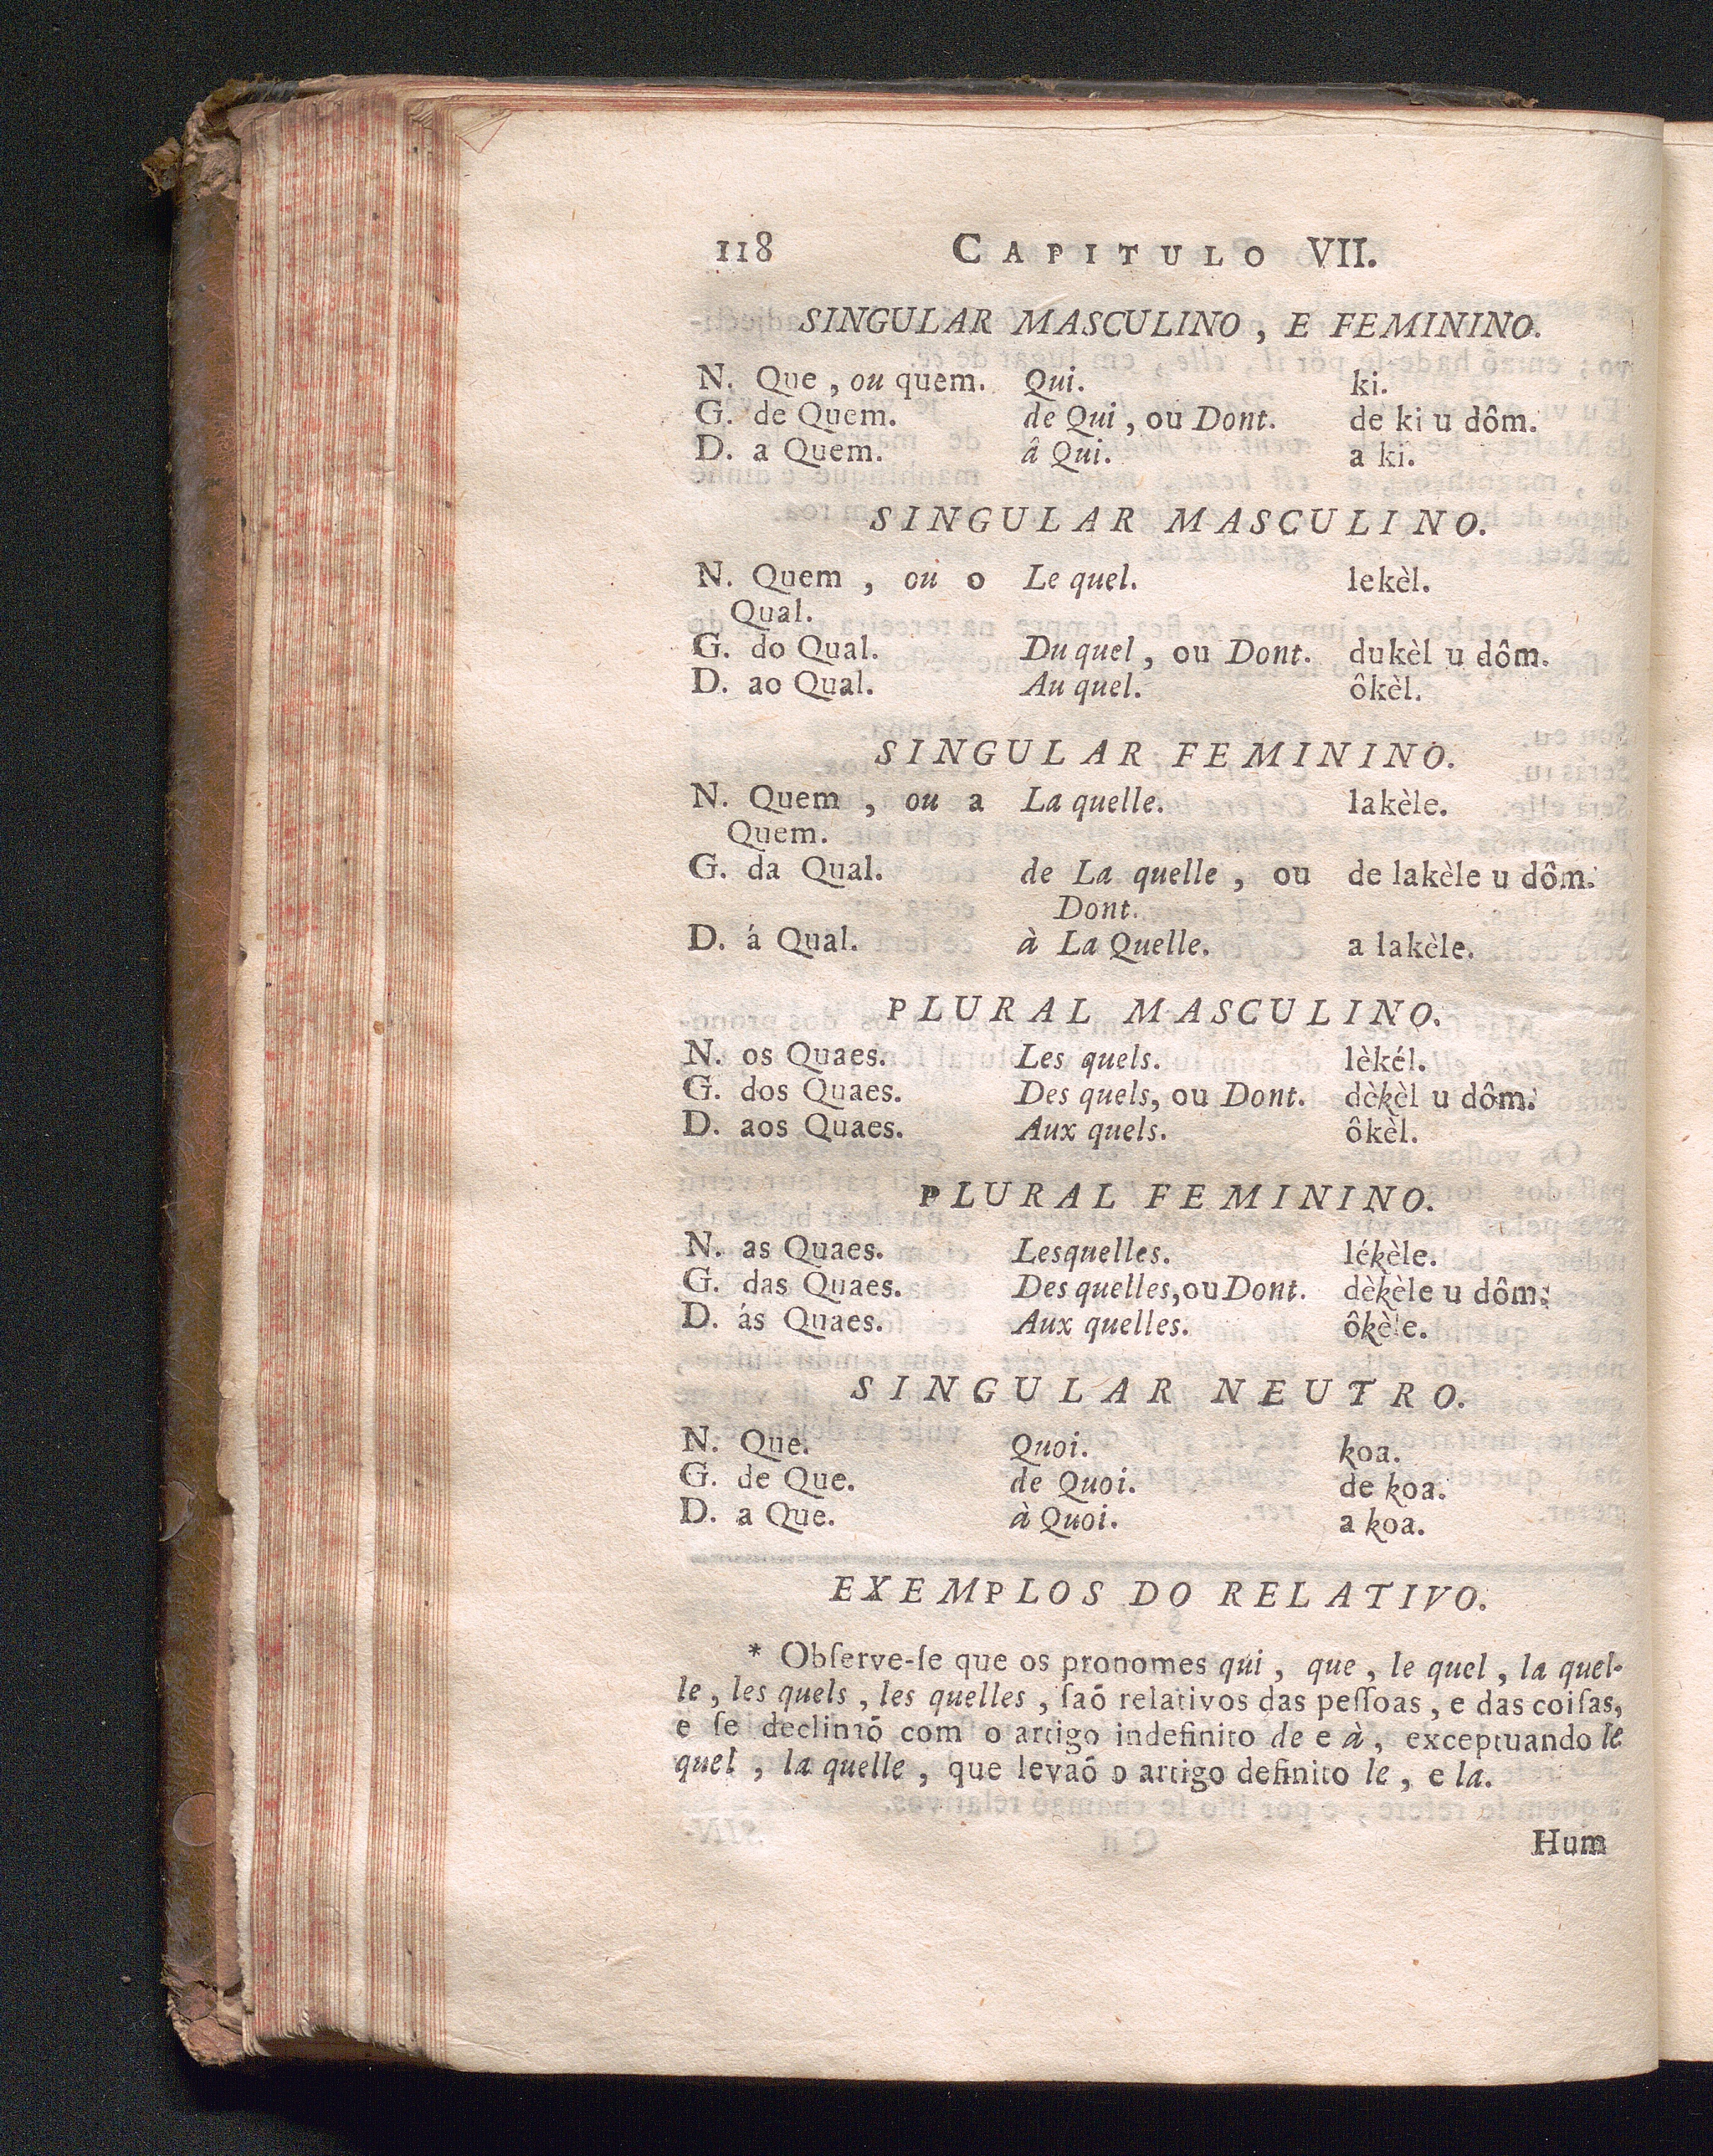 118 CAPITULO VII.
SINGULAR MASCULINO, E FEMININO.
N. Que, ou quem. Qui. ki.
G. de Quem. de Qui, ou Dont. de ki u dôm.
D. a Quem. â Qui. a ki.
SINGULAR MASCULINO.
N. Quem, ou o Le quel. lekèl.
Qual.
G. do Qual. Du quel, ou Dont. dukèl u dôm.
D. ao Qual. Au quel. ôkèl.
SINGULAR FEMININO.
N. Quem, ou a La quelle. lakèle.
Quem.
G. da Qual. de La quelle, ou de lakèle u dôm.
Dont.
D. á Qual. à La Quelle. a lakèle.
PLURAL MASCULINO.
N. os Quaes. Les quels. lèkél.
G. dos Quaes. Des quels, ou Dont. dèkèl u dôm.
D. aos Quaes. Aux quels. ôkèl.
PLURAL FEMININO.
N. as Quaes. Lesquelles. lékèle.
G. das Quaes. Des quelles, ou Dont. dèkèle u dôm.
D. ás Quaes. Aux quelles. ôkèle.
SINGULAR NEUTRO.
N. Que. Quoi. koa.
G. de Que. de Quoi. de koa.
D. a Que. à Quoi. a koa.
EXEMPLOS DO RELATIVO.
* Obſerve-ſe que os pronomes qui, que, le quel, la quel-
le, les quels, les quelles, ſaõ relativos das peſſoas, e das coiſas,
e ſe declinaõ com o artigo indefinito de e à, exceptuando le
quel, la quelle, que levaõ o artigo definito le, e la.
Hum